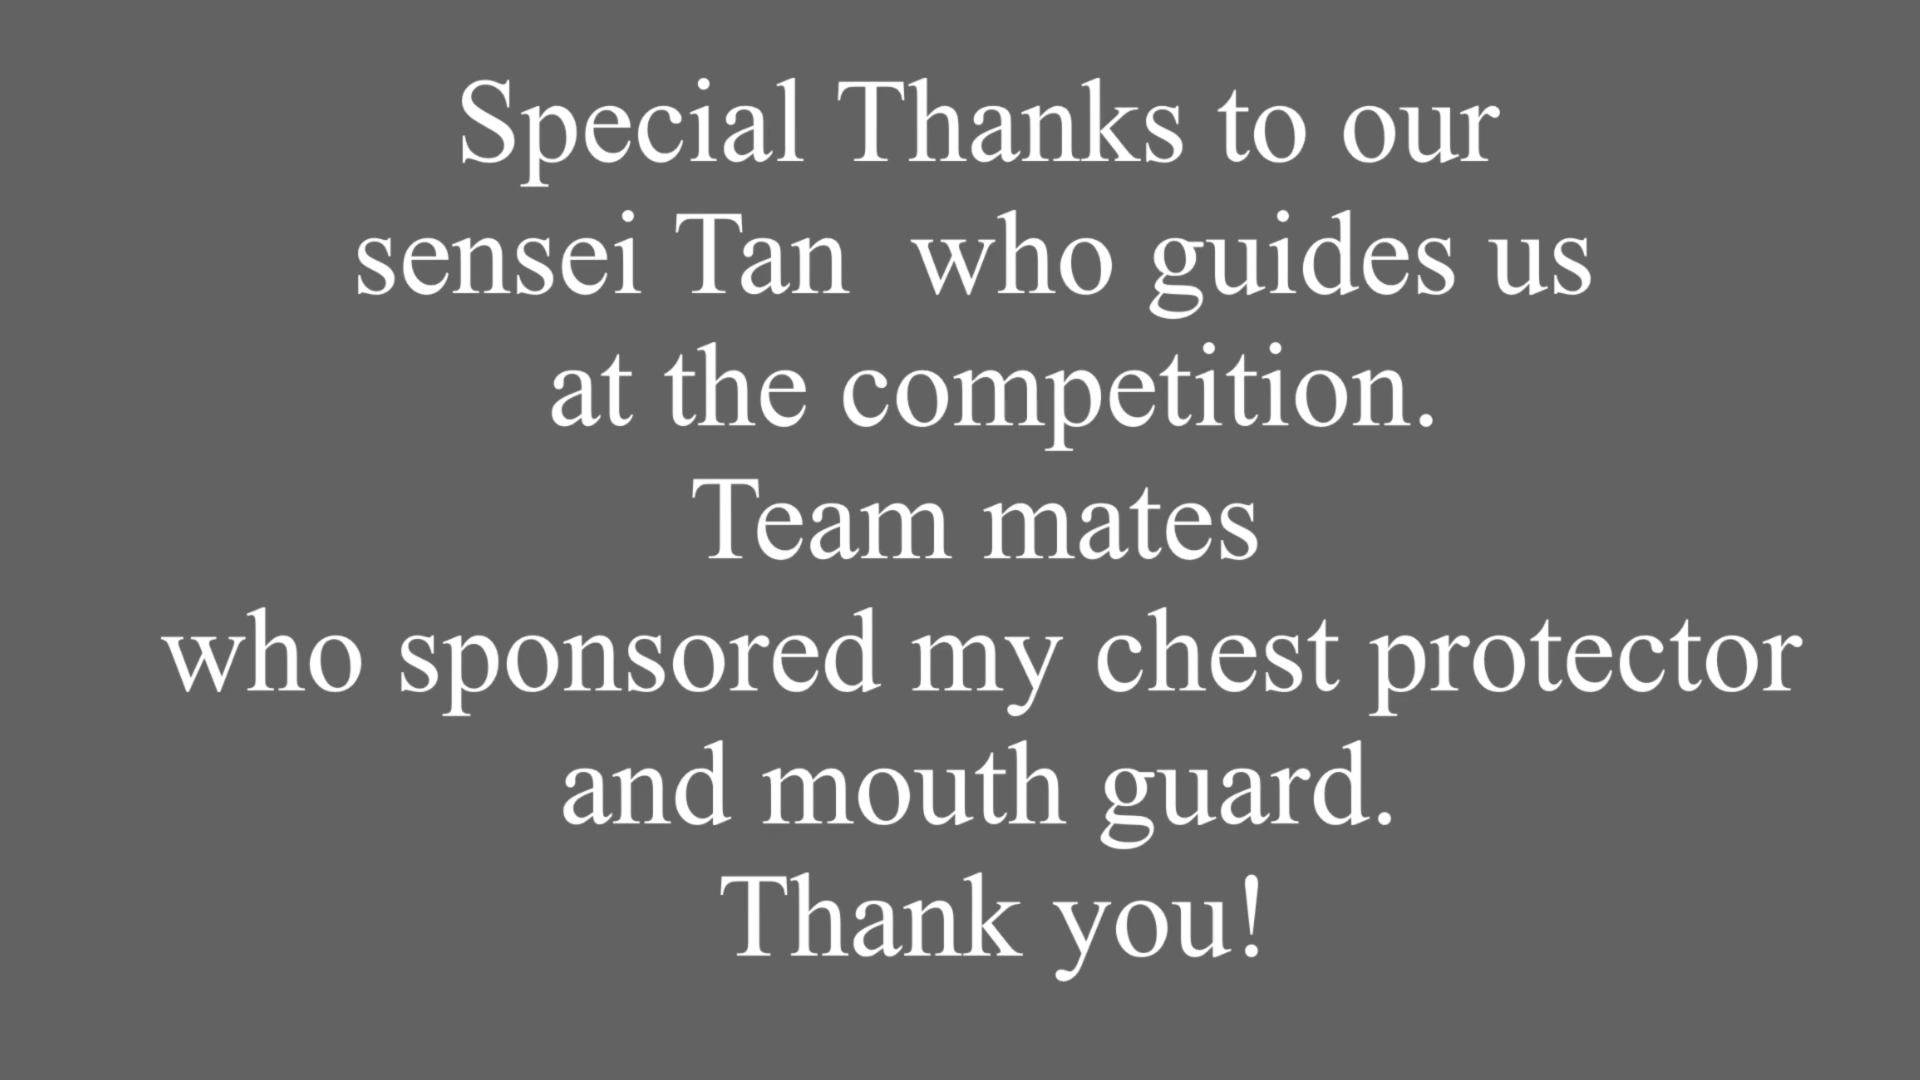 Special Thanks to our
sensei Tan  who guides us
at the competition.
Team mates
who sponsored my chest protector
and mouth guard.
Thank you!